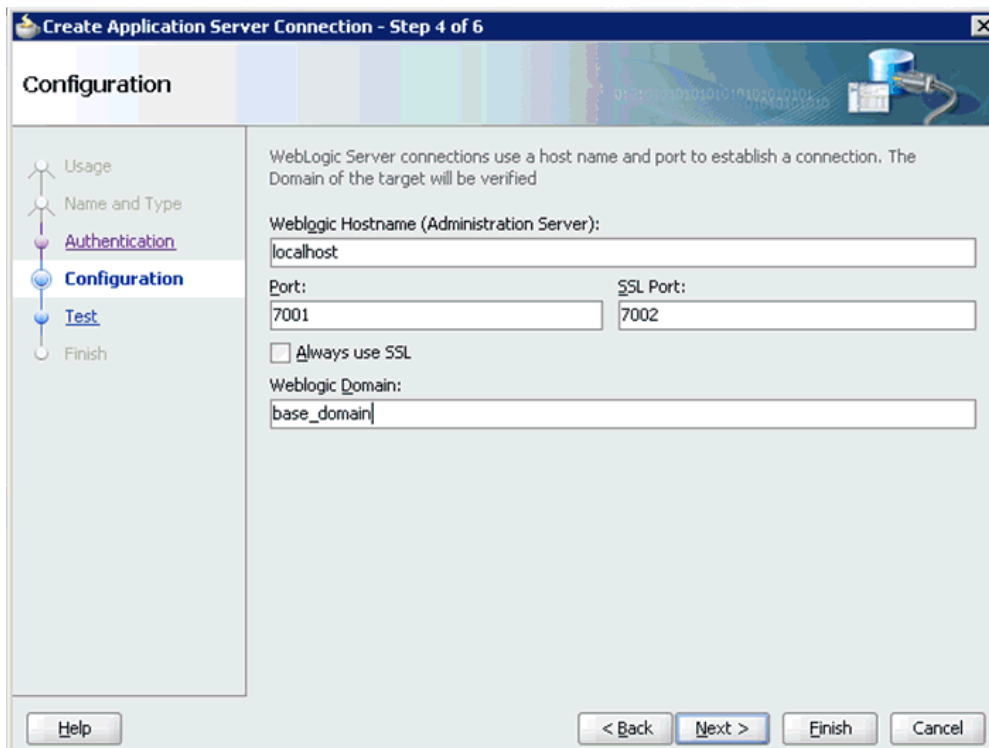 Create Application Server Connection - Step 4 of 6
Configuration
Usage
Name and Type
Authentication
Configuration
Test
Finish
WebLogic Server connections use a host name and port to establish a connection. The
Domain of the target will be verified
Weblogic Hostname (Administration Server):
localhost
Port:
SSL Port:
7001
7002
Always use SSL
Weblogic Domain:
base_domain
Help
< Back
Next >
Finish
Cancel